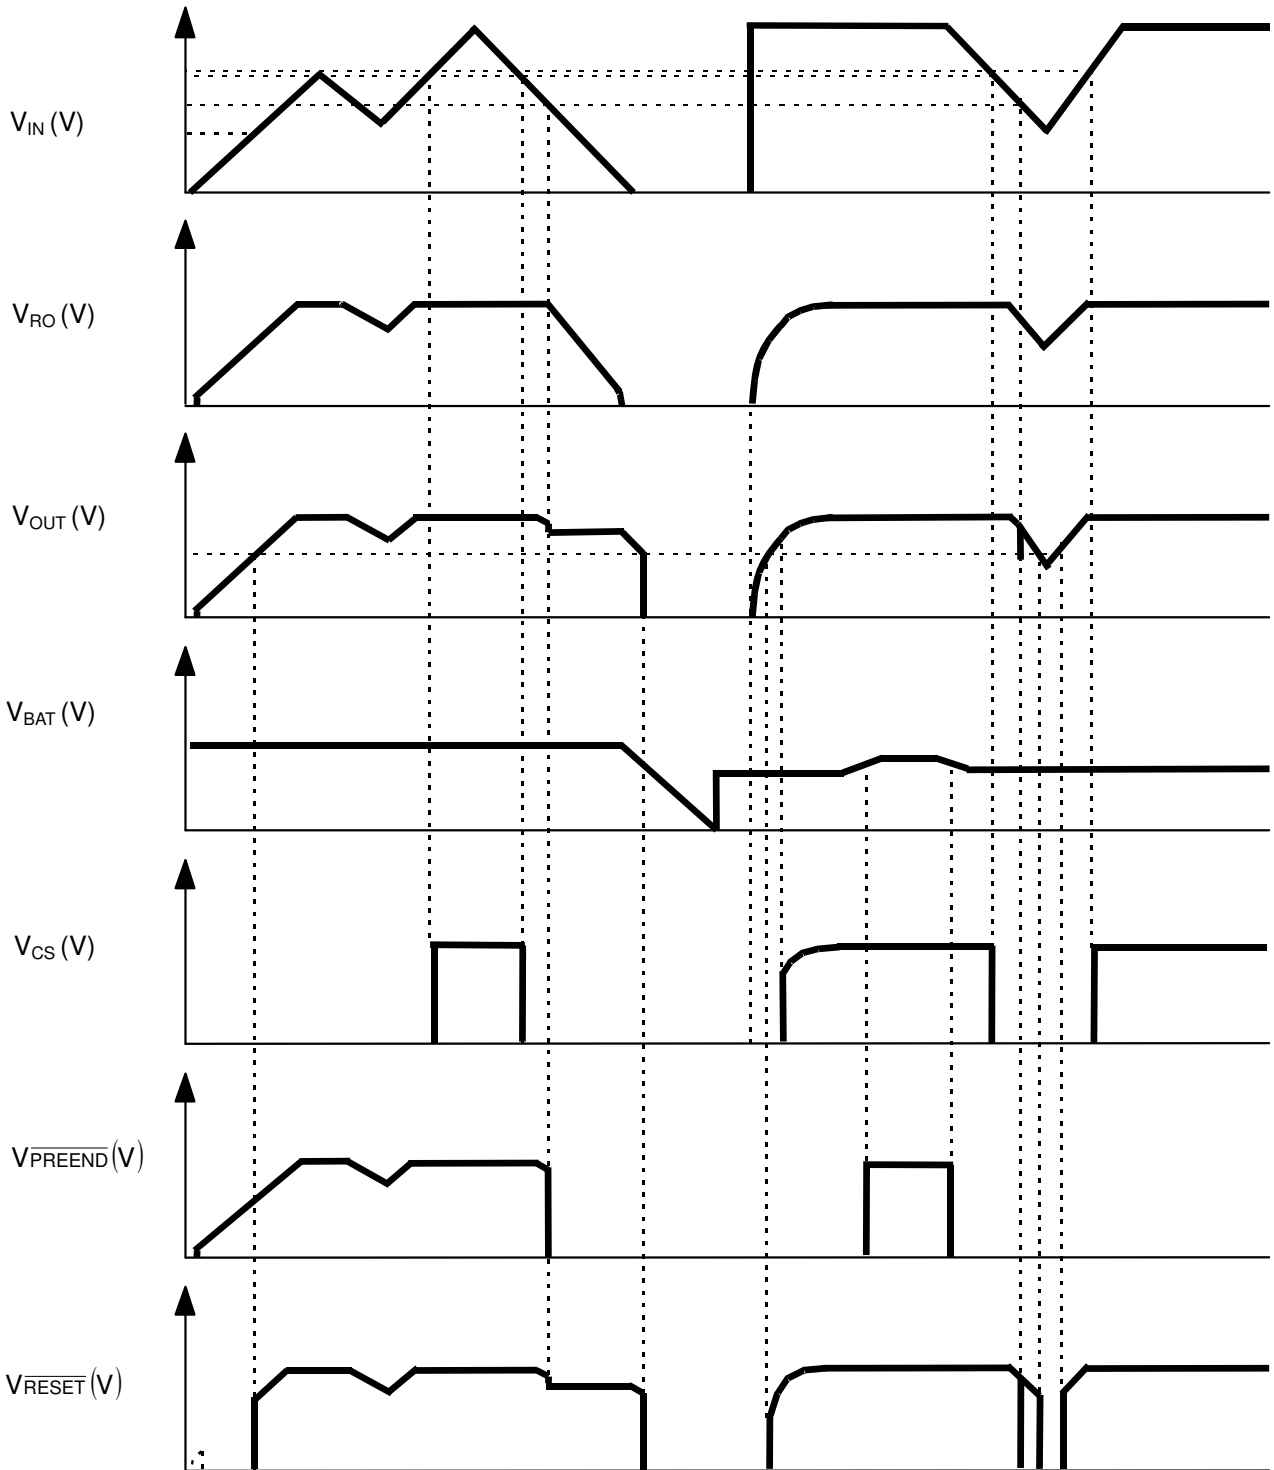 VIN (V)
VRO (V)
VOUT (V)
VBAT (V)
VCS (V)
VPREEND (V)
VRESET (V)